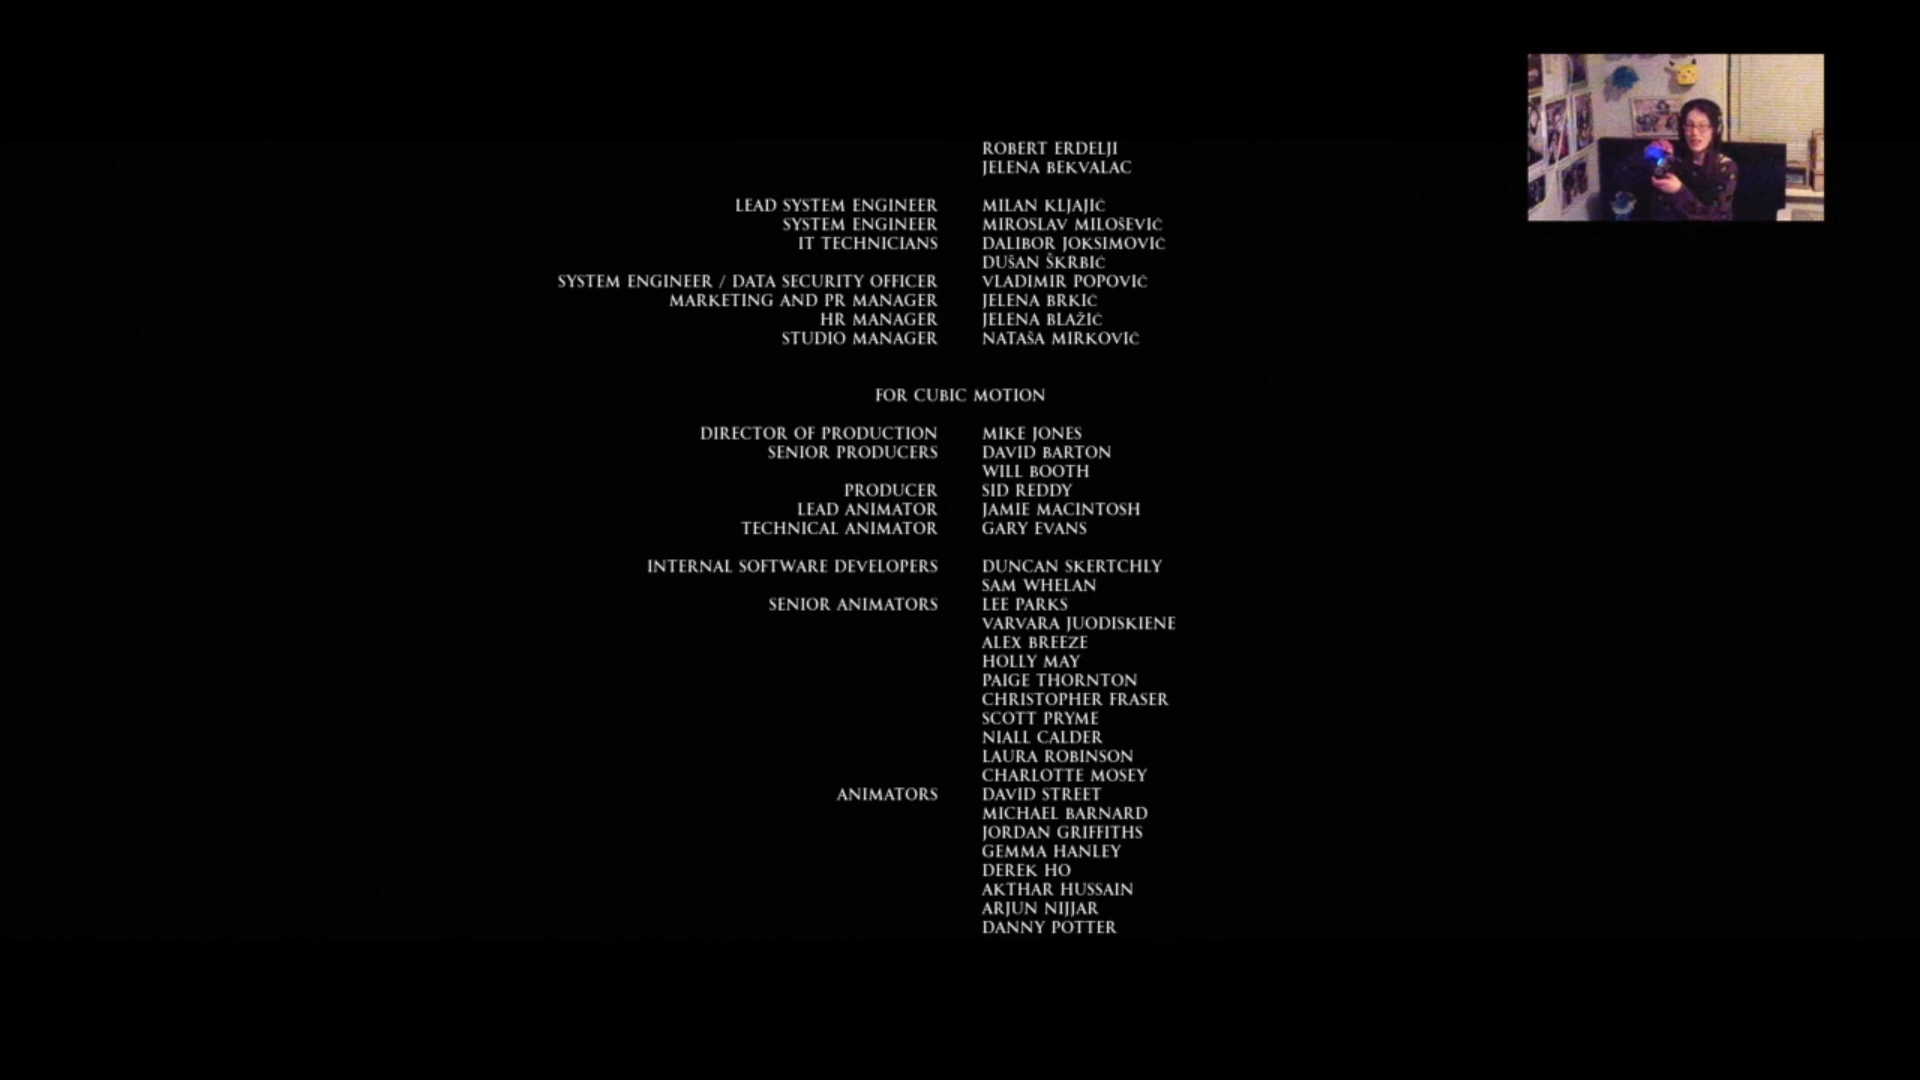 ROBERT ERDELJI
JELENA BEKVALAC
LEAD SYSTEM ENGINEER MILAN KLJAJIĆ
SYSTEM ENGINEER MIROSLAV MILOŠEVIĆ
IT TECHNICIANS DALIBOR JOKSIMOVIĆ
DUŠAN ŠKRBIĆ
SYSTEM ENGINEER / DATA SECURITY OFFICER VLADIMIR POPOVIĆ
MARKETING AND PR MANAGER JELENA BRKIĆ
HR MANAGER JELENA BLAŽIĆ
STUDIO MANAGER NATAŠA MIRKOVIĆ
FOR CUBIC MOTION
DIRECTOR OF PRODUCTION MIKE JONES
SENIOR PRODUCERS DAVID BARTON
WILL BOOTH
PRODUCER SID REDDY
LEAD ANIMATOR JAMIE MACINTOSH
TECHNICAL ANIMATOR GARY EVANS
INTERNAL SOFTWARE DEVELOPERS DUNCAN SKERTCHLY
SAM WHELAN
SENIOR ANIMATORS LEE PARKS
VARVARA JUODISKIENE
ALEX BREEZE
HOLLY MAY
PAIGE THORNTON
CHRISTOPHER FRASER
SCOTT PRYME
NIALL CALDER
LAURA ROBINSON
CHARLOTTE MOSEY
ANIMATORS DAVID STREET
MICHAEL BARNARD
JORDAN GRIFFITHS
GEMMA HANLEY
DEREK HO
AKTHAR HUSSAIN
ARJUN NIJJAR
DANNY POTTER